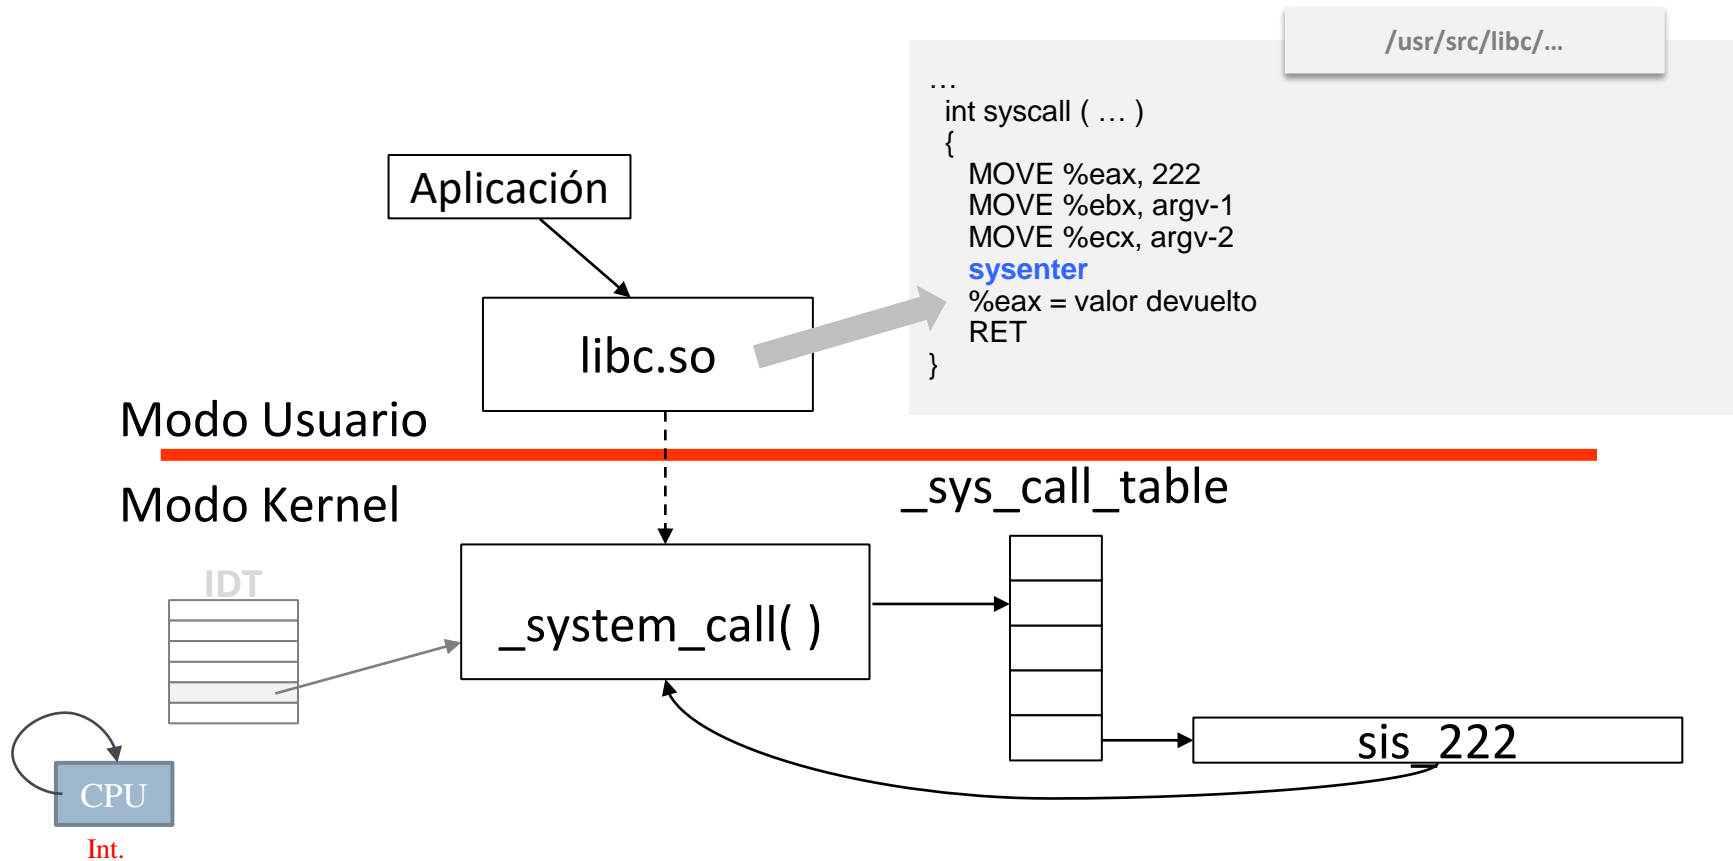 /usr/src/libc/…
…
int syscall ( … )
{
MOVE %eax, 222
MOVE %ebx, argv-1
MOVE %ecx, argv-2
sysenter
%eax = valor devuelto
RET
}
Aplicación
libc.so
Modo Usuario
Modo Kernel
_sys_call_table
IDT
_system_call( )
sis_222
CPU
Int.